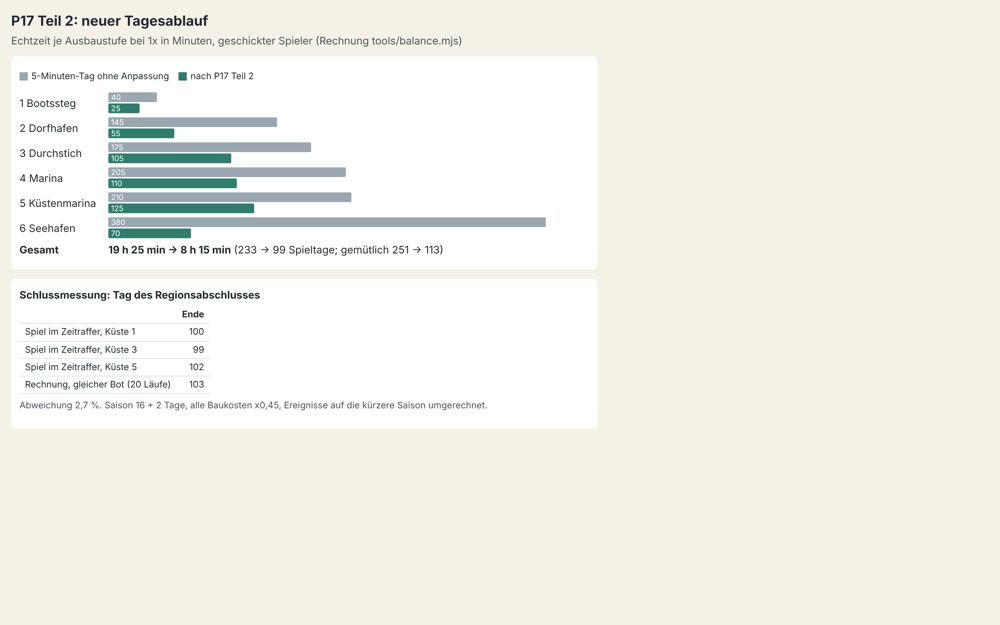 P17 Teil 2: neuer Tagesablauf
Echtzeit je Ausbaustufe bei 1x in Minuten, geschickter Spieler (Rechnung tools/balance.mjs)
5-Minuten-Tag ohne Anpassung nach P17 Teil 2
1 Bootssteg
40
25
2 Dorfhafen
145
55
3 Durchstich
175
105
4 Marina
205
110
5 Küstenmarina
210
125
6 Seehafen
380
70
Gesamt 19 h 25 min → 8 h 15 min (233 → 99 Spieltage; gemütlich 251 → 113)
Schlussmessung: Tag des Regionsabschlusses
Ende
Spiel im Zeitraffer, Küste 1 100
Spiel im Zeitraffer, Küste 3 99
Spiel im Zeitraffer, Küste 5 102
Rechnung, gleicher Bot (20 Läufe) 103
Abweichung 2,7 %. Saison 16 + 2 Tage, alle Baukosten x0,45, Ereignisse auf die kürzere Saison umgerechnet.